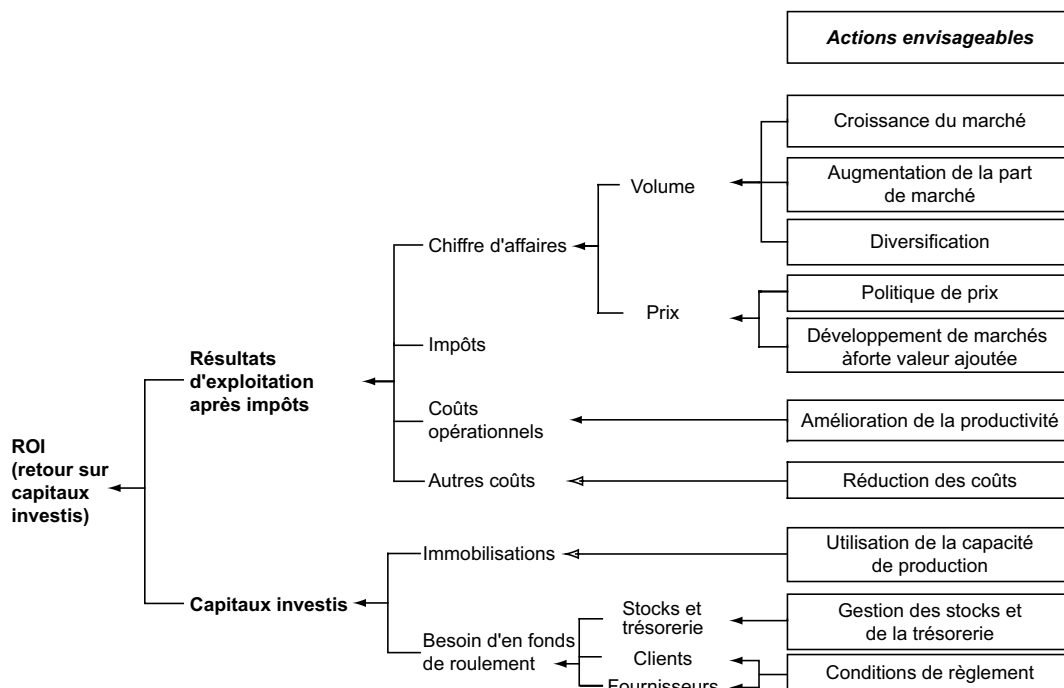 Actions envisageables
Croissance du marché
Volume
Augmentation de la part
de marché
Chiffre d'affaires
Diversification
Prix
Politique de prix
Développement de marchés
àforte valeur ajoutée
Impôts
Résultats
d'exploitation
après impôts
Coûts
opérationnels
Amélioration de la productivité
Autres coûts
Réduction des coûts
ROI
(retour sur
capitaux
investis)
Immobilisations
Utilisation de la capacité
de production
Capitaux investis
Besoin d'en fonds
de roulement
Stocks et
trésorerie
Gestion des stocks et
de la trésorerie
Clients
Fournisseurs
Conditions de règlement